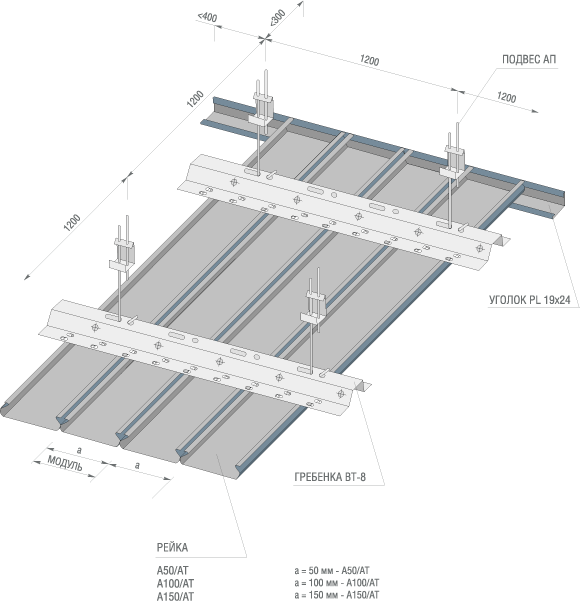 <400
<300
1200
1200
1200
1200
ПОДВЕС АП
УГОЛОК PL 19x24
ГРЕБЕНКА BT-8
a
МОДУЛЬ
a
РЕЙКА
A50/AT
A100/AT
A150/AT
a = 50 мм - A50/AT
a = 100 мм - A100/AT
a = 150 мм - A150/AT